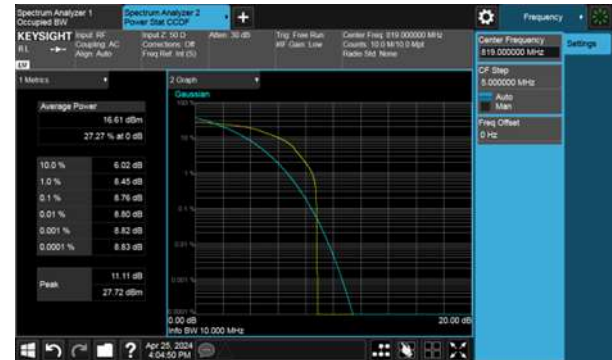 Spectrum Analyzer 1
Occupied BW
Spectrum Analyzer 2
Power Stat CCDF
Frequency
KEYSIGHT
Input: RF
Coupling: AC
Align: Auto
Input Z: 50 Ω
Corrections: Off
Freq Ref: Int (S)
Atten: 30 dB
Trig: Free Run
#IF Gain: Low
Center Freq: 819.000000 MHz
Counts: 10.0 M/10.0 Mpt
Radio Std: None
Center Frequency
819.000000 MHz
Settings
CF Step
5.000000 MHz
Auto
Man
Freq Offset
0 Hz
1 Metrics
2 Graph
Average Power
16.61 dBm
27.27 % at 0 dB
10.0 % 6.02 dB
1.0 % 8.45 dB
0.1 % 8.76 dB
0.01 % 8.80 dB
0.001 % 8.82 dB
0.0001 % 8.83 dB
Peak
11.11 dB
27.72 dBm
Gaussian
100 %
10 %
1 %
0.1 %
0.01 %
0.001 %
0.0001 %
0.00 dB
20.00 dB
Info BW 10.000 MHz
Apr 25, 2024
4:04:50 PM